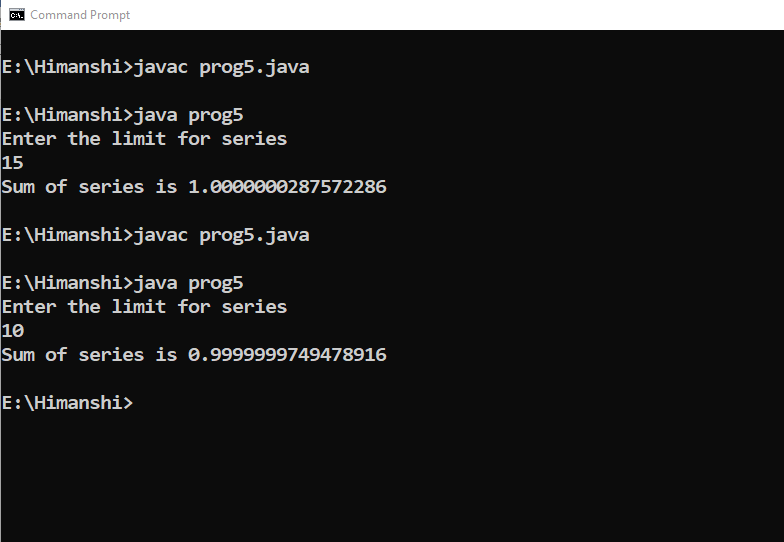 Command Prompt
E:\Himanshi>javac prog5.java
E:\Himanshi>java prog5
Enter the limit for series
15
Sum of series is 1.0000000287572286
E:\Himanshi>javac prog5.java
E:\Himanshi>java prog5
Enter the limit for series
10
Sum of series is 0.9999999749478916
E:\Himanshi>